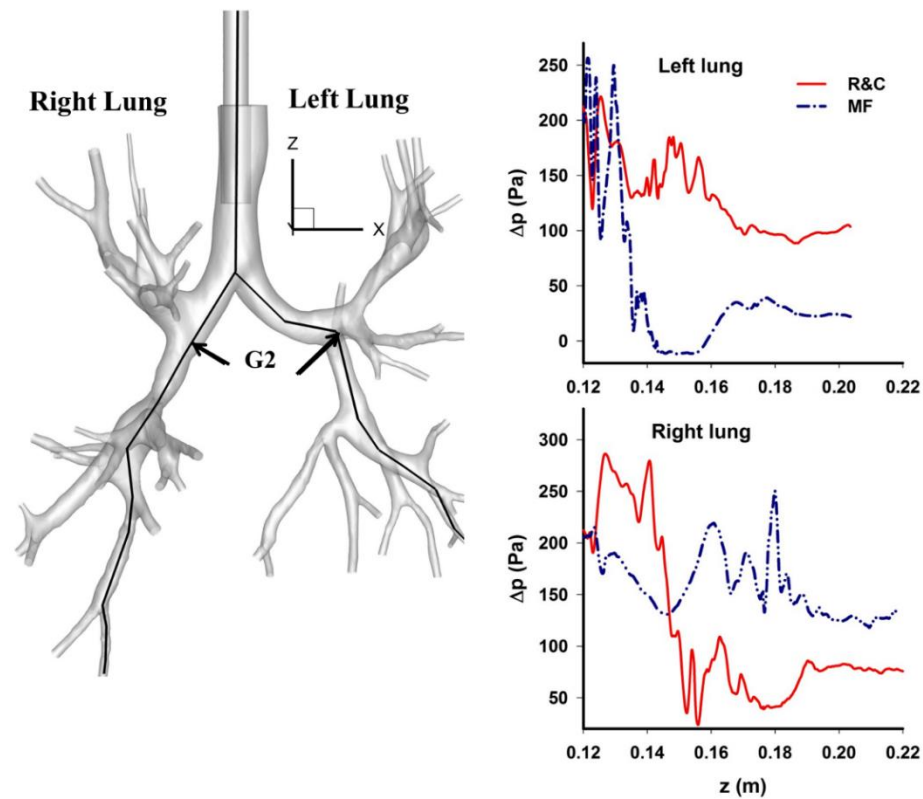 Right Lung
Left Lung
Z
Y
X
G2
Left lung
R&C
MF
Δp (Pa)
250
200
150
100
50
0
0.12 0.14 0.16 0.18 0.20 0.22
Right lung
Δp (Pa)
300
250
200
150
100
50
0.12 0.14 0.16 0.18 0.20 0.22
z (m)